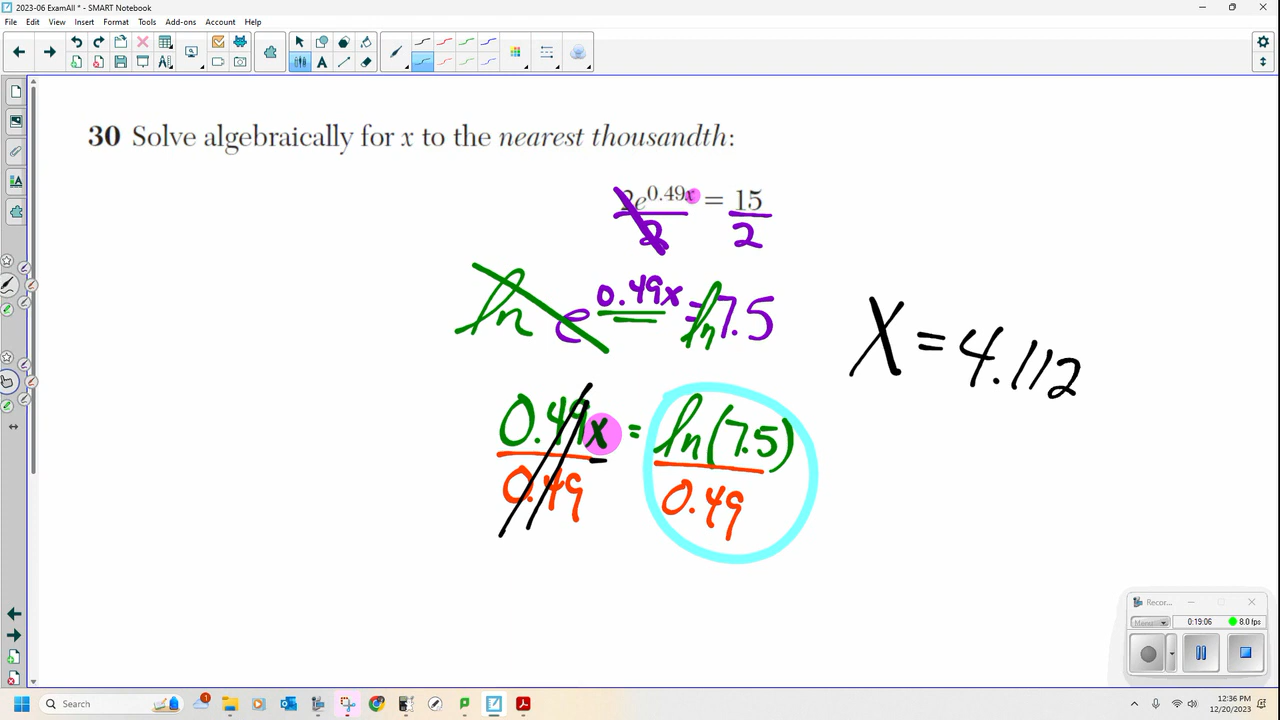 2023-06 ExamAll * - SMART Notebook
File Edit View Insert Format Tools Add-ons Account Help
30 Solve algebraically for x to the nearest thousandth:
2e^0.49x = 15
2 2
ln e^0.49x = ln 7.5
X = 4.112
0.49x = ln(7.5)
0.49 0.49
Recor...
Menu
0:19:06 8.0 fps
Search
1
12:36 PM
12/20/2023